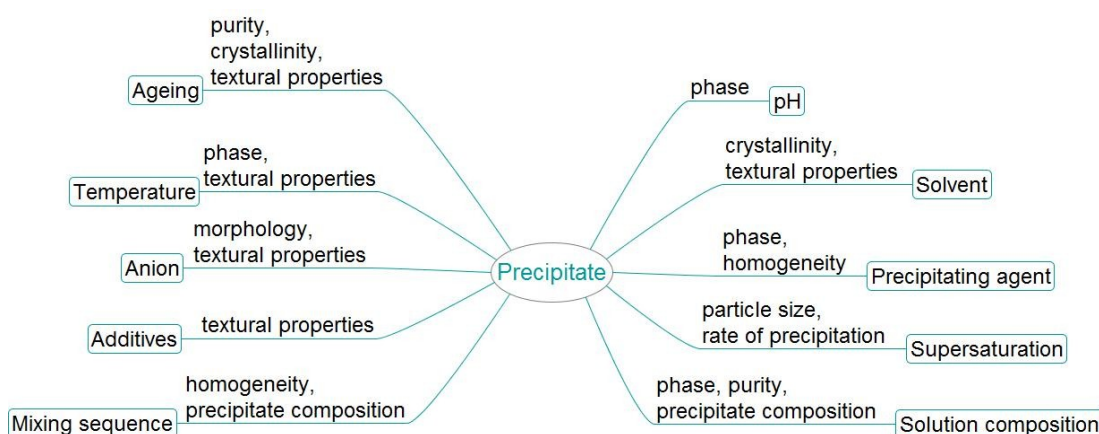 purity,
crystallinity,
textural properties
Ageing
phase,
textural properties
Temperature
morphology,
textural properties
Anion
textural properties
Additives
homogeneity,
precipitate composition
Mixing sequence
Precipitate
phase
pH
crystallinity,
textural properties
Solvent
phase,
homogeneity
Precipitating agent
particle size,
rate of precipitation
Supersaturation
phase, purity,
precipitate composition
Solution composition